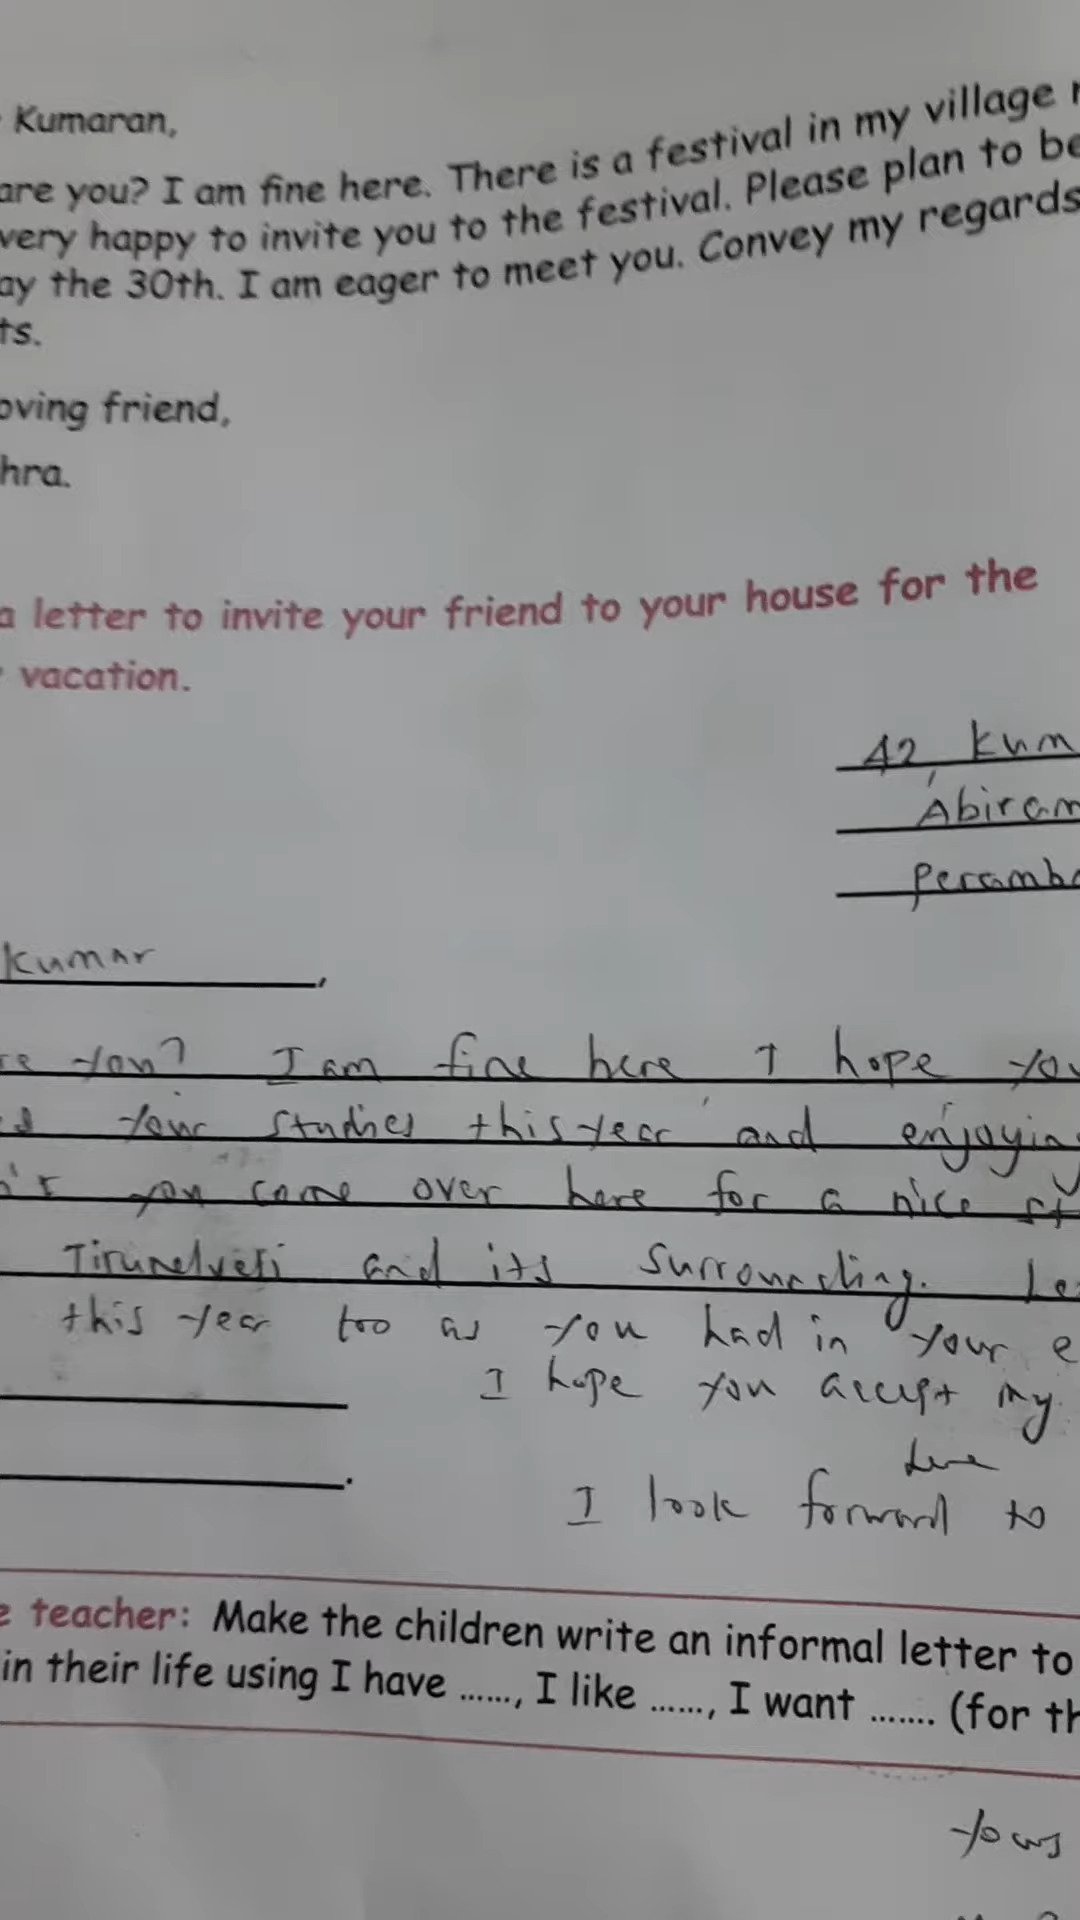 Kumaran,
are you? I am fine here. There is a festival in my village
very happy to invite you to the festival. Please plan to be
ay the 30th. I am eager to meet you. Convey my regards
ts.
oving friend,
hra.
a letter to invite your friend to your house for the
vacation.
42, Kum
Abiram
Peramb
Kumar,
re you? I am fine here I hope you
your studies this year and enjoying
you come over here for a nice st
Tirunelveli and its surrounding. Le
this year too as you had in your e
I hope you accept my
I look forward to
e teacher: Make the children write an informal letter to
in their life using I have ......, I like ......, I want ....... (for th
yours